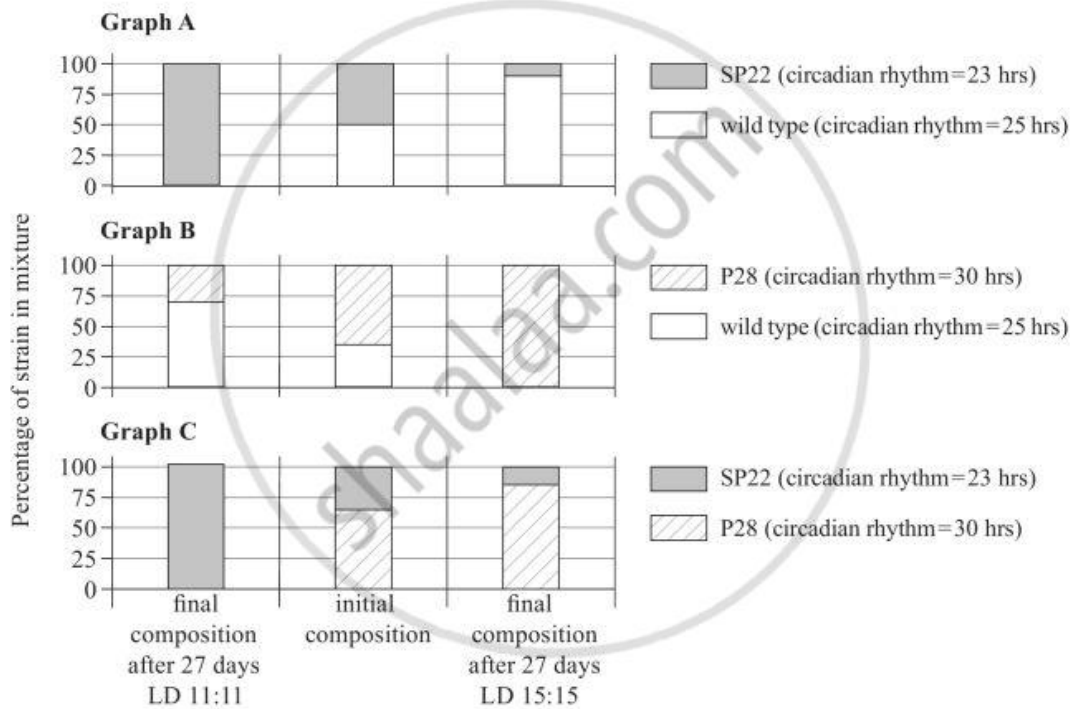 Graph A
100
75
50
25
0
SP22 (circadian rhythm=23 hrs)
wild type (circadian rhythm=25 hrs)
Percentage of strain in mixture
Graph B
100
75
50
25
0
P28 (circadian rhythm=30 hrs)
wild type (circadian rhythm=25 hrs)
Graph C
100
75
50
25
0
SP22 (circadian rhythm=23 hrs)
P28 (circadian rhythm=30 hrs)
final
composition
after 27 days
LD 11:11
initial
composition
final
composition
after 27 days
LD 15:15
shaalaa.com